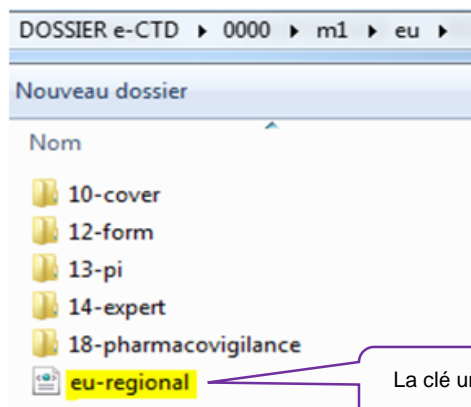 DOSSIER e-CTD ▸ 0000 ▸ m1 ▸ eu ▸
Nouveau dossier
Nom
10-cover
12-form
13-pi
14-expert
18-pharmacovigilance
eu-regional
La clé